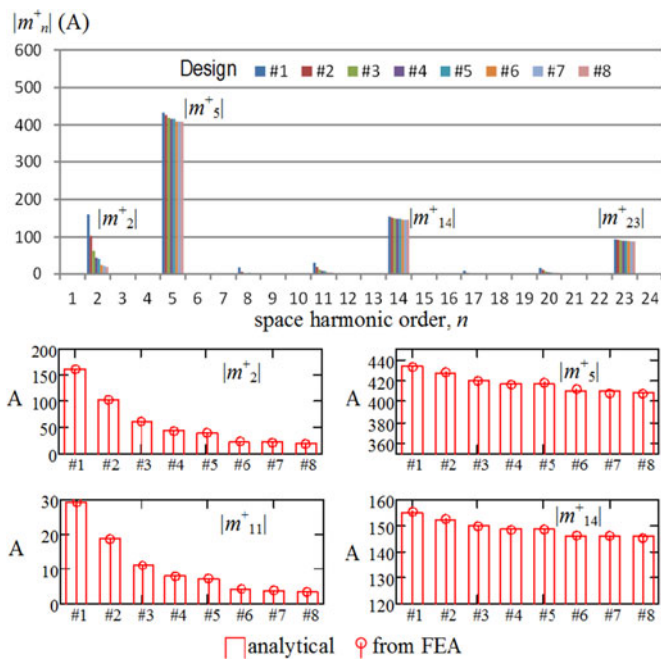 |m⁺ₙ| (A)
600
500
400
300
200
100
0
Design #1 #2 #3 #4 #5 #6 #7 #8
|m⁺₂|
|m⁺₅|
|m⁺₁₄|
|m⁺₂₃|
1 2 3 4 5 6 7 8 9 10 11 12 13 14 15 16 17 18 19 20 21 22 23 24
space harmonic order, n
200
150
100
50
0
A
|m⁺₂|
#1 #2 #3 #4 #5 #6 #7 #8
440
420
400
380
360
A
|m⁺₅|
#1 #2 #3 #4 #5 #6 #7 #8
30
20
10
0
A
|m⁺₁₁|
#1 #2 #3 #4 #5 #6 #7 #8
160
150
140
130
120
A
|m⁺₁₄|
#1 #2 #3 #4 #5 #6 #7 #8
analytical from FEA